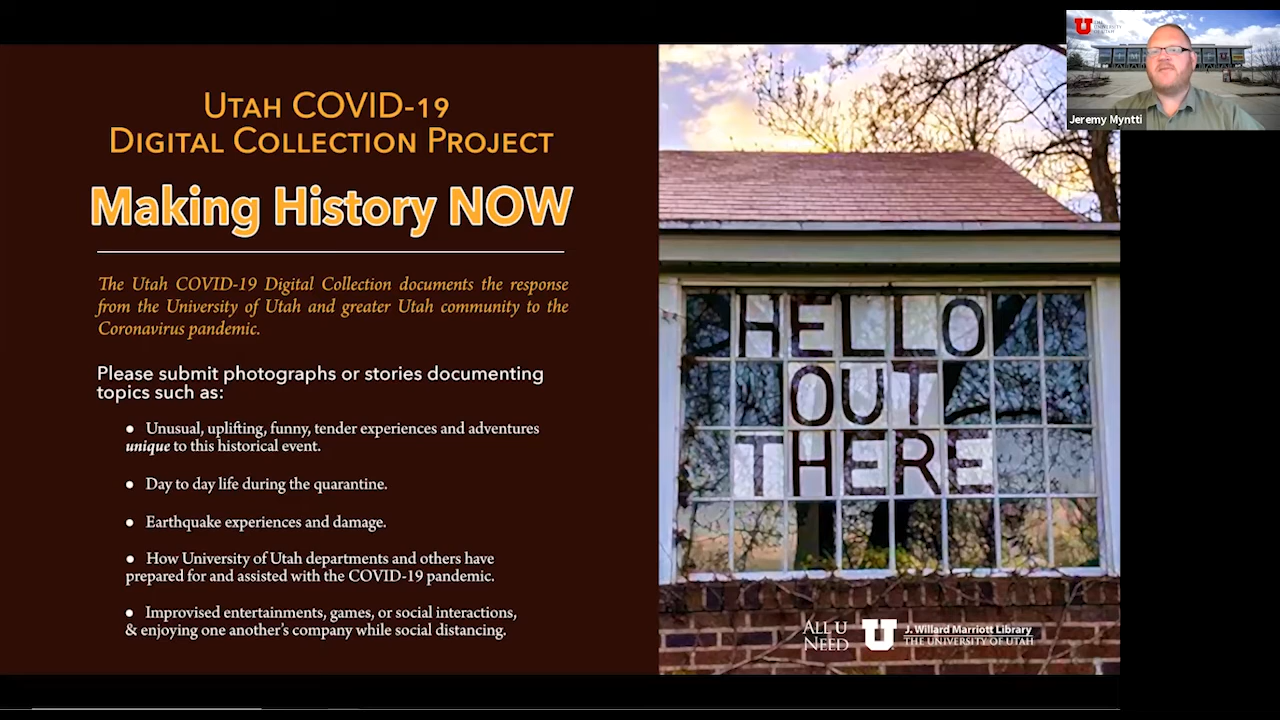 UTAH COVID-19
DIGITAL COLLECTION PROJECT
Making History NOW
The Utah COVID-19 Digital Collection documents the response
from the University of Utah and greater Utah community to the
Coronavirus pandemic.
Please submit photographs or stories documenting
topics such as:
● Unusual, uplifting, funny, tender experiences and adventures
unique to this historical event.
● Day to day life during the quarantine.
● Earthquake experiences and damage.
● How University of Utah departments and others have
prepared for and assisted with the COVID-19 pandemic.
● Improvised entertainments, games, or social interactions,
& enjoying one another's company while social distancing.
HELLO
OUT
THERE
ALL U
NEED
U
J. Willard Marriott Library
THE UNIVERSITY OF UTAH
U
THE
UNIVERSITY
OF UTAH
Jeremy Myntti